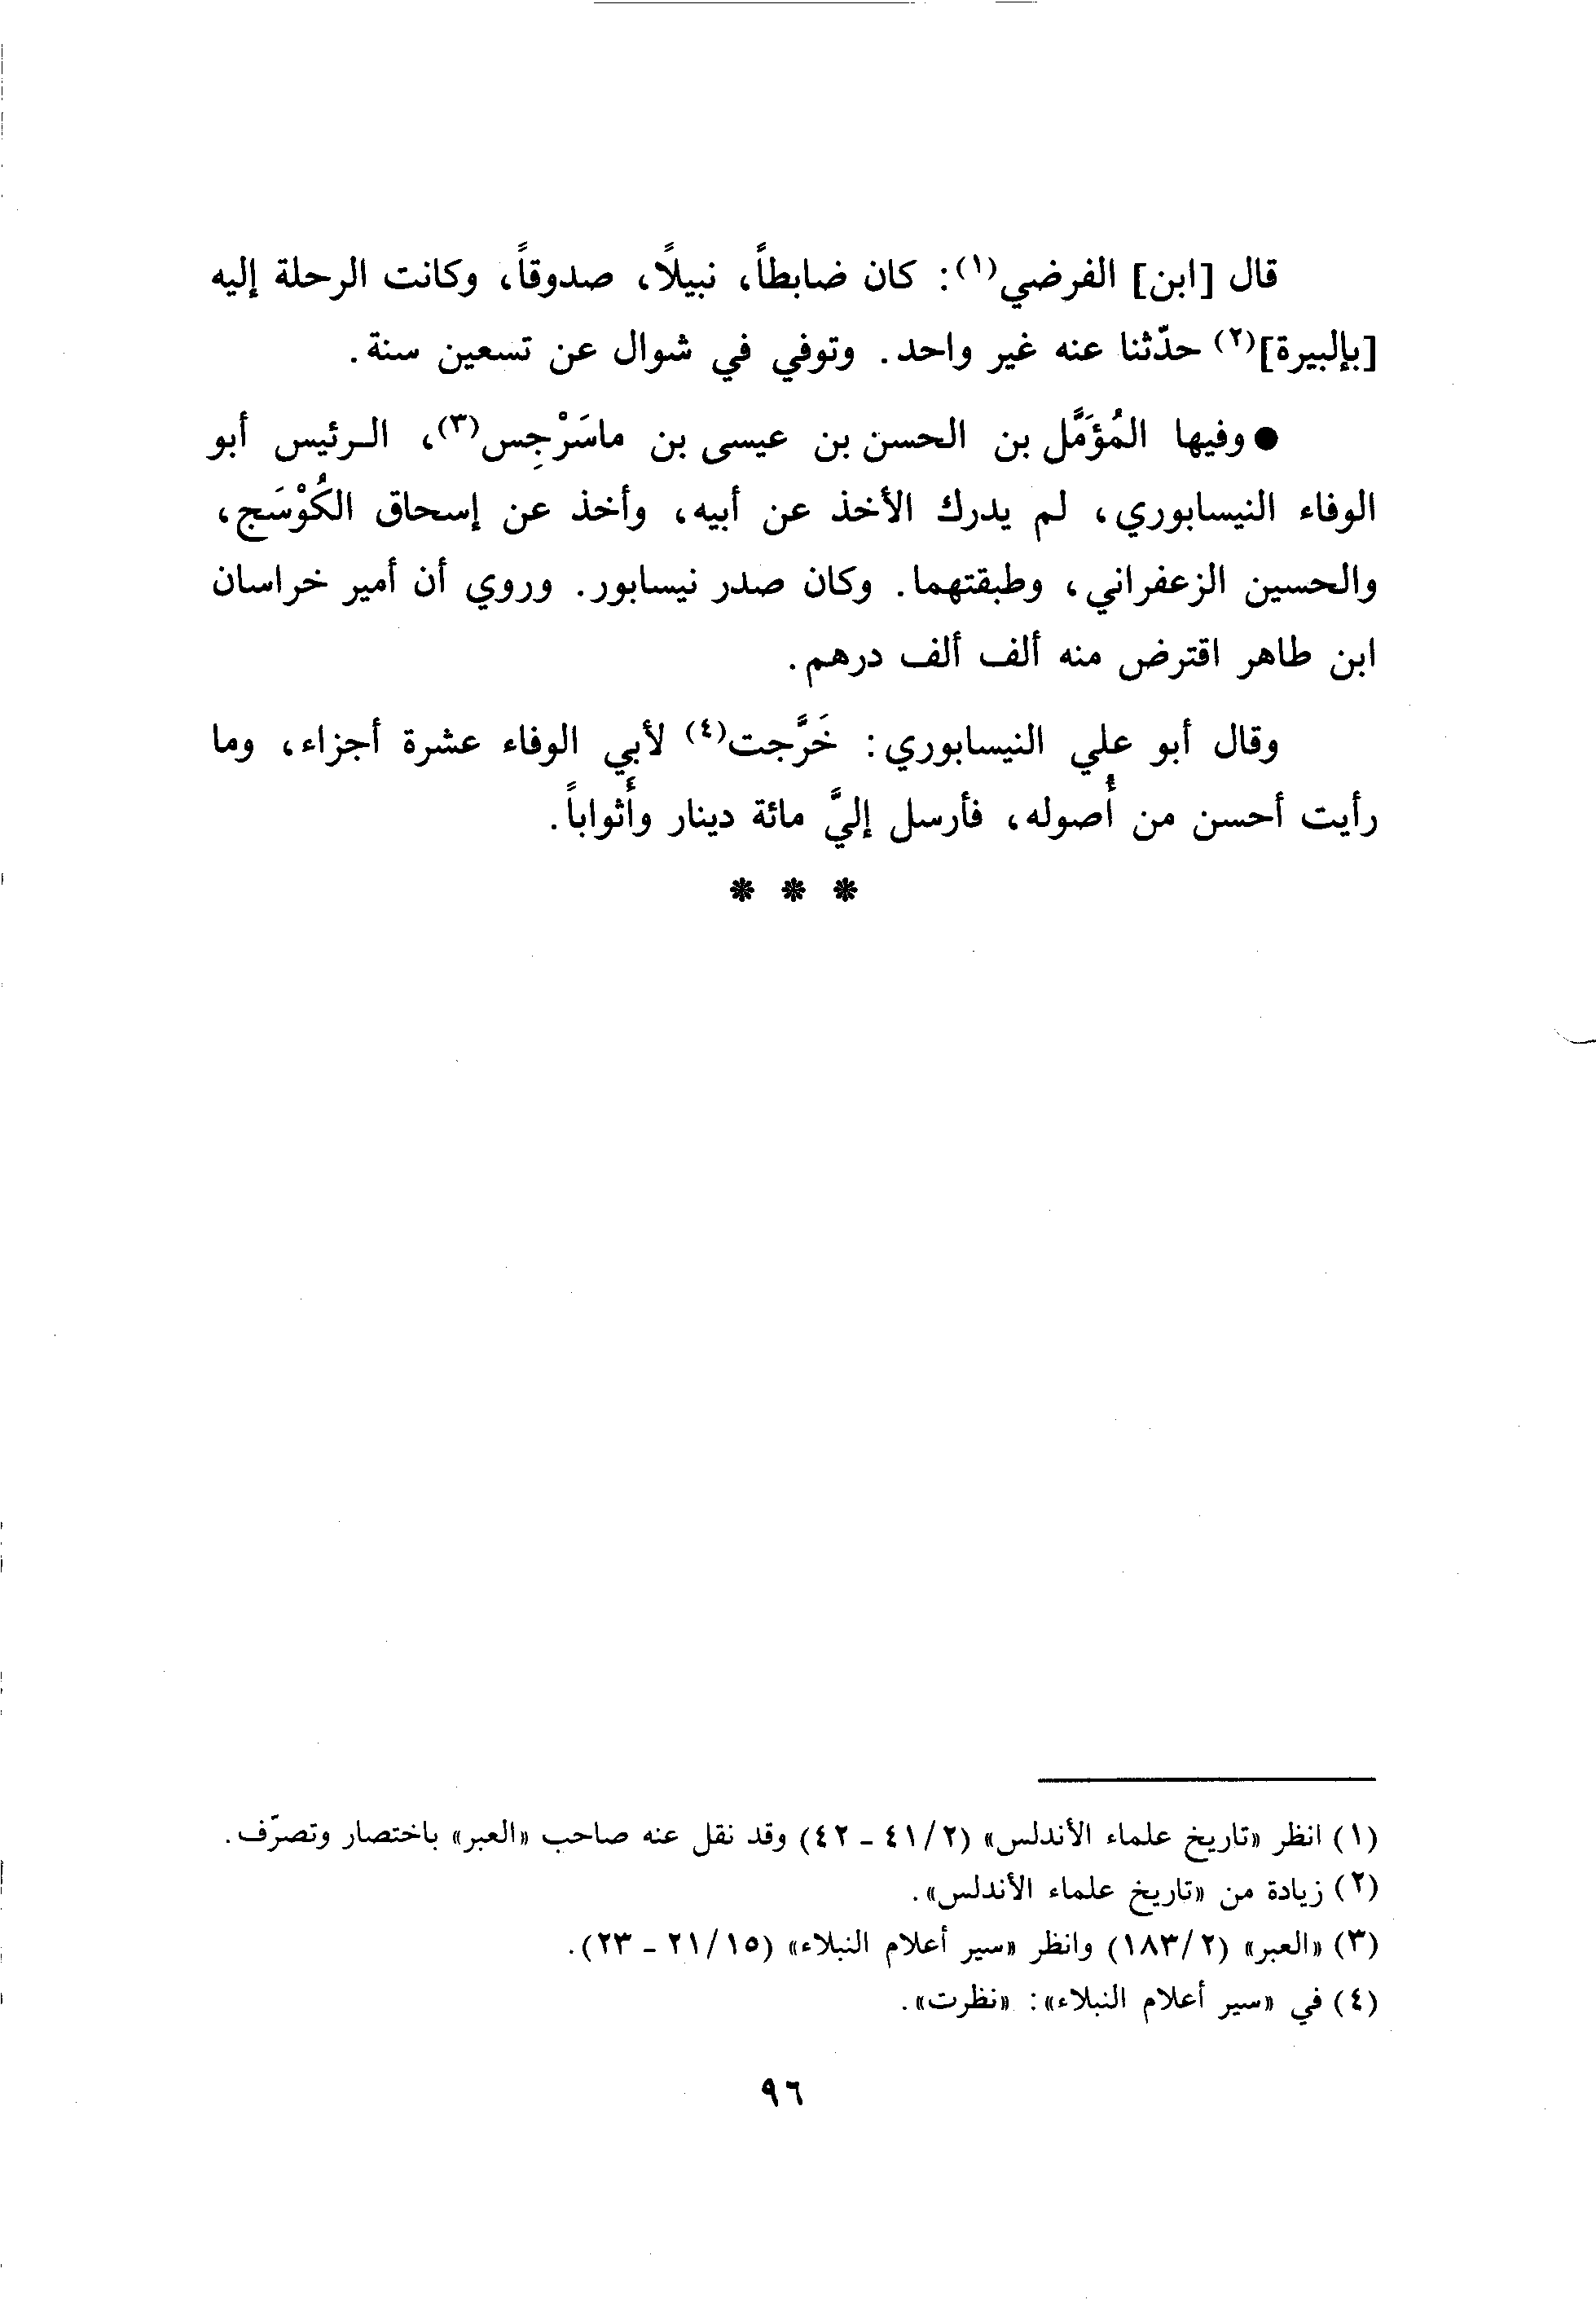 قال [ابن] الفرضي(١): كان ضابطاً، نبيلاً، صدوقاً، وكانت الرحلة إليه
[بإلبيرة](٢) حدّثنا عنه غير واحد. وتوفي في شوال عن تسعين سنة.
● وفيها المُؤَمَّل بن الحسن بن عيسى بن ماسَرْجِس(٣)، الـرئيس أبو
الوفاء النيسابوري، لم يدرك الأخذ عن أبيه، وأخذ عن إسحاق الكُوْسَج،
والحسين الزعفراني، وطبقتهما. وكان صدر نيسابور. وروي أن أمير خراسان
ابن طاهر اقترض منه ألف ألف درهم.
وقال أبو علي النيسابوري: خَرَّجت(٤) لأبي الوفاء عشرة أجزاء، وما
رأيت أحسن من أُصوله، فأرسل إليَّ مائة دينار وأثواباً.
* * *
(١) انظر «تاريخ علماء الأندلس» (٤١/٢ - ٤٢) وقد نقل عنه صاحب «العبر» باختصار وتصرّف.
(٢) زيادة من «تاريخ علماء الأندلس».
(٣) «العبر» (١٨٣/٢) وانظر «سير أعلام النبلاء» (٢١/١٥ - ٢٣).
(٤) في «سير أعلام النبلاء»: «نظرت».
٩٦